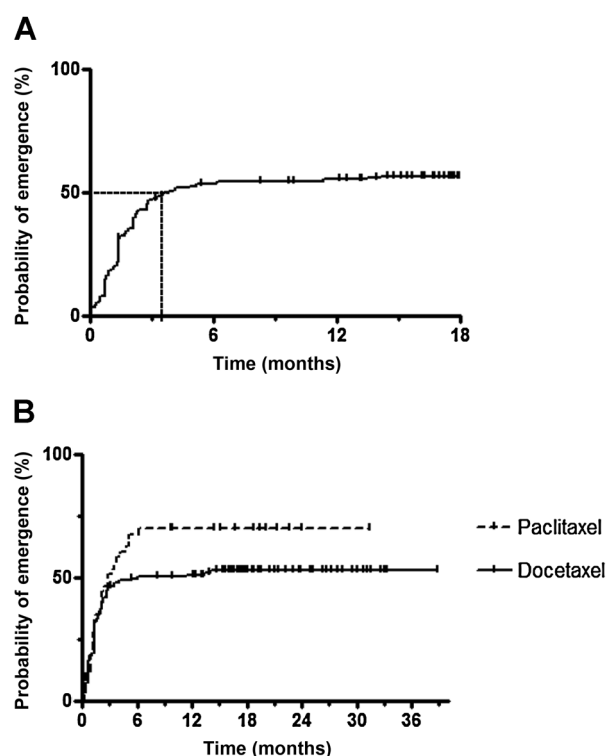 A
Probability of emergence (%)
100
50
0
0 6 12 18
Time (months)
B
Probability of emergence (%)
100
50
0
0 6 12 18 24 30 36
Time (months)
Paclitaxel
Docetaxel